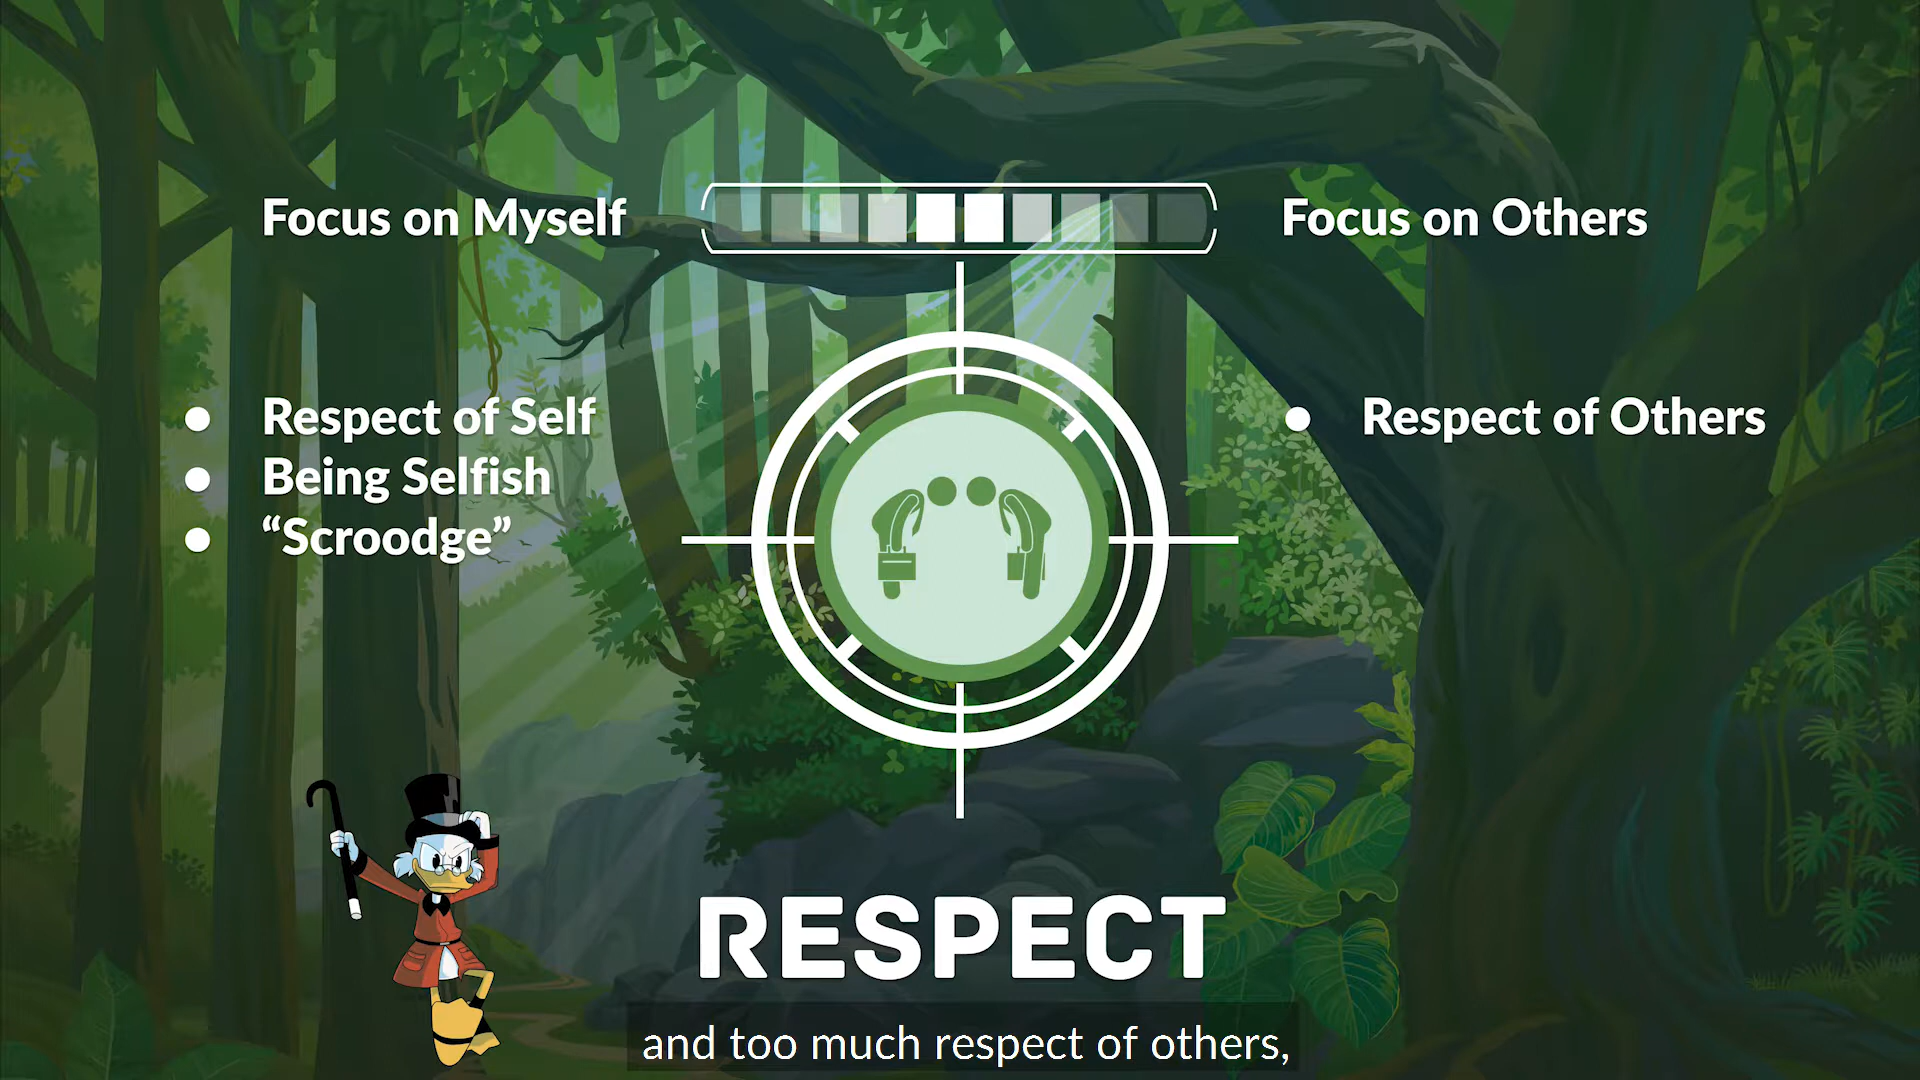 Focus on Myself
Focus on Others
● Respect of Self
● Being Selfish
● “Scroodge”
● Respect of Others
RESPECT
and too much respect of others,